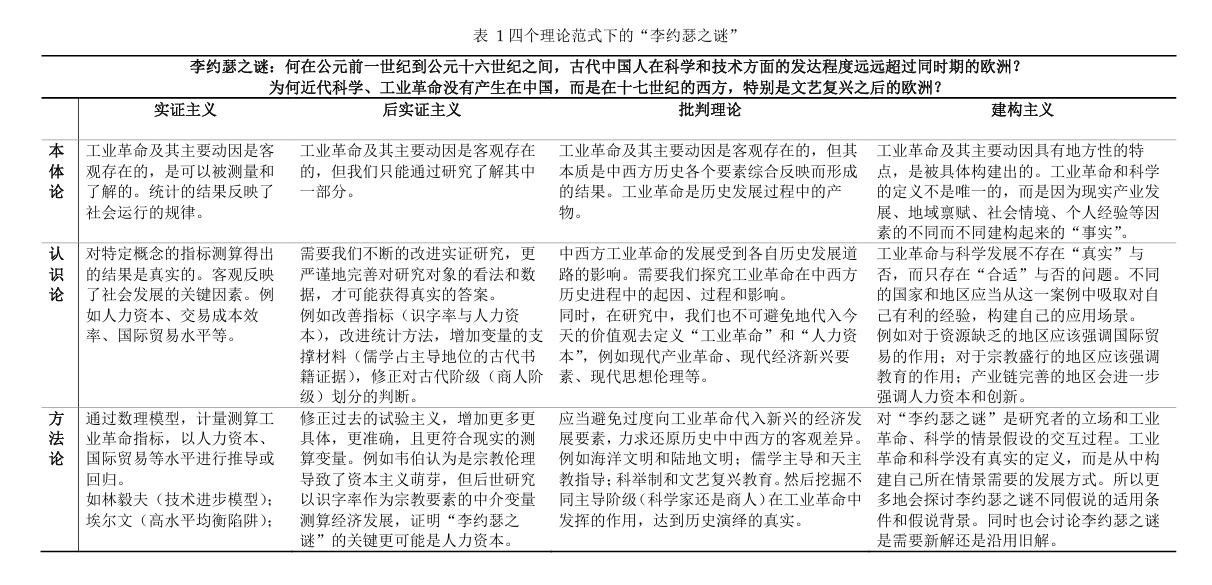 表 1 四个理论范式下的“李约瑟之谜”
李约瑟之谜：何在公元前一世纪到公元十六世纪之间，古代中国人在科学和技术方面的发达程度远远超过同时期的欧洲？
为何近代科学、工业革命没有产生在中国，而是在十七世纪的西方，特别是文艺复兴之后的欧洲？
实证主义
后实证主义
批判理论
建构主义
本
体
论
工业革命及其主要动因是客
观存在的，是可以被测量和
了解的。统计的结果反映了
社会运行的规律。
工业革命及其主要动因是客观存在
的，但我们只能通过研究了解其中
一部分。
工业革命及其主要动因是客观存在的，但其
本质是中西方历史各个要素综合反映而形成
的结果。工业革命是历史发展过程中的产
物。
工业革命及其主要动因具有地方性的特
点，是被具体构建出的。工业革命和科学
的定义不是唯一的，而是因为现实产业发
展、地域禀赋、社会情境、个人经验等因
素的不同而不同建构起来的“事实”。
认
识
论
对特定概念的指标测算得出
的结果是真实的。客观反映
了社会发展的关键因素。例
如人力资本、交易成本效
率、国际贸易水平等。
需要我们不断的改进实证研究，更
严谨地完善对研究对象的看法和数
据，才可能获得真实的答案。
例如改善指标（识字率与人力资
本），改进统计方法，增加变量的支
撑材料（儒学占主导地位的古代书
籍证据），修正对古代阶级（商人阶
级）划分的判断。
中西方工业革命的发展受到各自历史发展道
路的影响。需要我们探究工业革命在中西方
历史进程中的起因、过程和影响。
同时，在研究中，我们也不可避免地代入今
天的价值观去定义“工业革命”和“人力资
本”，例如现代产业革命、现代经济新兴要
素、现代思想伦理等。
工业革命与科学发展不存在“真实”与
否，而只存在“合适”与否的问题。不同
的国家和地区应当从这一案例中吸取对自
己有利的经验，构建自己的应用场景。
例如对于资源缺乏的地区应该强调国际贸
易的作用；对于宗教盛行的地区应该强调
教育的作用；产业链完善的地区会进一步
强调人力资本和创新。
方
法
论
通过数理模型，计量测算工
业革命指标，以人力资本、
国际贸易等水平进行推导或
回归。
如林毅夫（技术进步模型）；
埃尔文（高水平均衡陷阱）；
修正过去的试验主义，增加更多更
具体，更准确，且更符合现实的测
算变量。例如韦伯认为是宗教伦理
导致了资本主义萌芽，但后世研究
以识字率作为宗教要素的中介变量
测算经济发展，证明“李约瑟之
谜”的关键更可能是人力资本。
应当避免过度向工业革命代入新兴的经济发
展要素，力求还原历史中中西方的客观差异。
例如海洋文明和陆地文明；儒学主导和天主
教指导；科举制和文艺复兴教育。然后挖掘不
同主导阶级（科学家还是商人）在工业革命中
发挥的作用，达到历史演绎的真实。
对“李约瑟之谜”是研究者的立场和工业
革命、科学的情景假设的交互过程。工业
革命和科学没有真实的定义，而是从中构
建自己所在情景需要的发展方式。所以更
多地会探讨李约瑟之谜不同假说的适用条
件和假说背景。同时也会讨论李约瑟之谜
是需要新解还是沿用旧解。